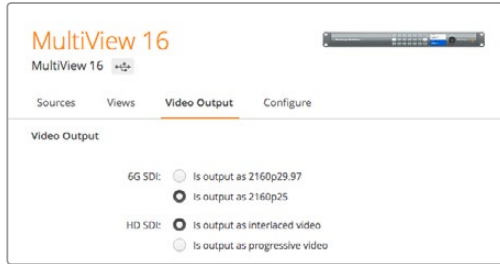 MultiView 16
MultiView 16
Sources Views Video Output Configure
Video Output
6G SDI: Is output as 2160p29.97
Is output as 2160p25
HD SDI: Is output as interlaced video
Is output as progressive video